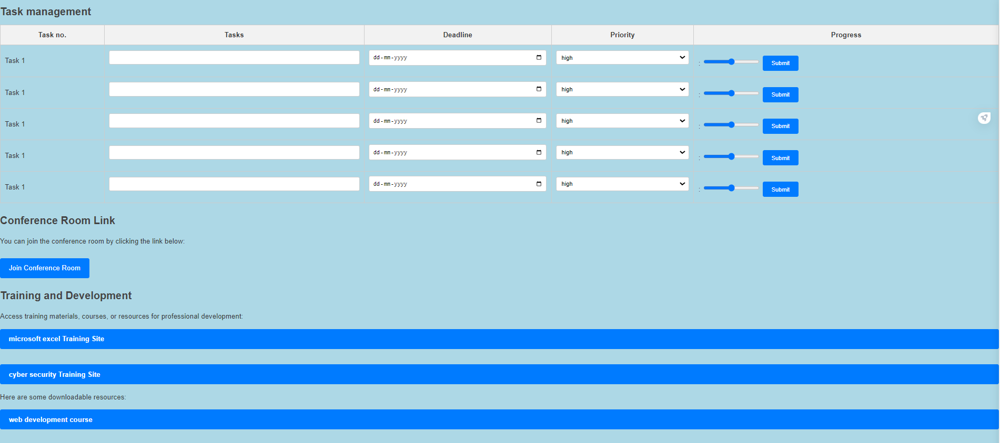 Task management
Task no. Tasks Deadline Priority Progress
Task 1 dd-mm-yyyy high : Submit
Task 1 dd-mm-yyyy high : Submit
Task 1 dd-mm-yyyy high : Submit
Task 1 dd-mm-yyyy high : Submit
Task 1 dd-mm-yyyy high : Submit
Conference Room Link
You can join the conference room by clicking the link below:
Join Conference Room
Training and Development
Access training materials, courses, or resources for professional development:
microsoft excel Training Site
cyber security Training Site
Here are some downloadable resources:
web development course